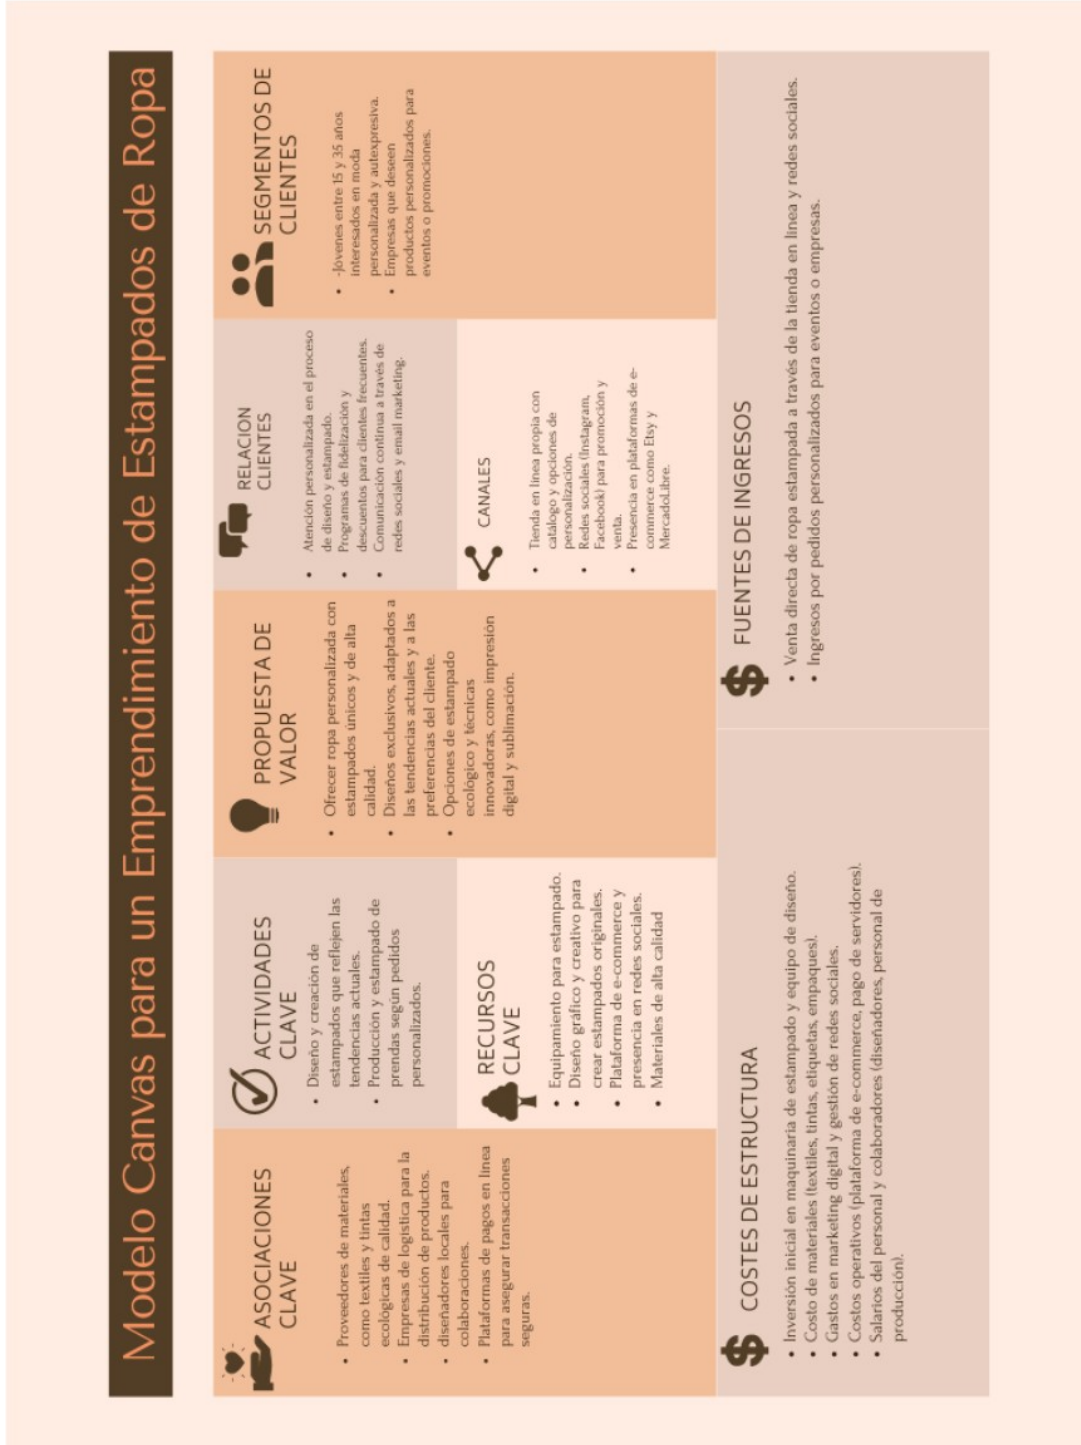 Modelo Canvas para un Emprendimiento de Estampados de Ropa
ASOCIACIONES
CLAVE
• Proveedores de materiales,
como textiles y tintas
ecológicas de calidad.
• Empresas de logística para la
distribución de productos.
• diseñadores locales para
colaboraciones.
• Plataformas de pagos en línea
para asegurar transacciones
seguras.
ACTIVIDADES
CLAVE
• Diseño y creación de
estampados que reflejen las
tendencias actuales.
• Producción y estampado de
prendas según pedidos
personalizados.
RECURSOS
CLAVE
• Equipamiento para estampado.
• Diseño gráfico y creativo para
crear estampados originales.
• Plataforma de e-commerce y
presencia en redes sociales.
• Materiales de alta calidad
PROPUESTA DE
VALOR
• Ofrecer ropa personalizada con
estampados únicos y de alta
calidad.
• Diseños exclusivos, adaptados a
las tendencias actuales y a las
preferencias del cliente.
• Opciones de estampado
ecológico y técnicas
innovadoras, como impresión
digital y sublimación.
RELACION
CLIENTES
• Atención personalizada en el proceso
de diseño y estampado.
• Programas de fidelización y
descuentos para clientes frecuentes.
• Comunicación continua a través de
redes sociales y email marketing.
CANALES
• Tienda en línea propia con
catálogo y opciones de
personalización.
• Redes sociales (Instagram,
Facebook) para promoción y
venta.
• Presencia en plataformas de e-
commerce como Etsy y
MercadoLibre.
SEGMENTOS DE
CLIENTES
• -Jóvenes entre 15 y 35 años
interesados en moda
personalizada y autexpresiva.
• Empresas que deseen
productos personalizados para
eventos o promociones.
COSTES DE ESTRUCTURA
• Inversión inicial en maquinaria de estampado y equipo de diseño.
• Costo de materiales (textiles, tintas, etiquetas, empaques).
• Gastos en marketing digital y gestión de redes sociales.
• Costos operativos (plataforma de e-commerce, pago de servidores).
• Salarios del personal y colaboradores (diseñadores, personal de
producción).
FUENTES DE INGRESOS
• Venta directa de ropa estampada a través de la tienda en línea y redes sociales.
• Ingresos por pedidos personalizados para eventos o empresas.